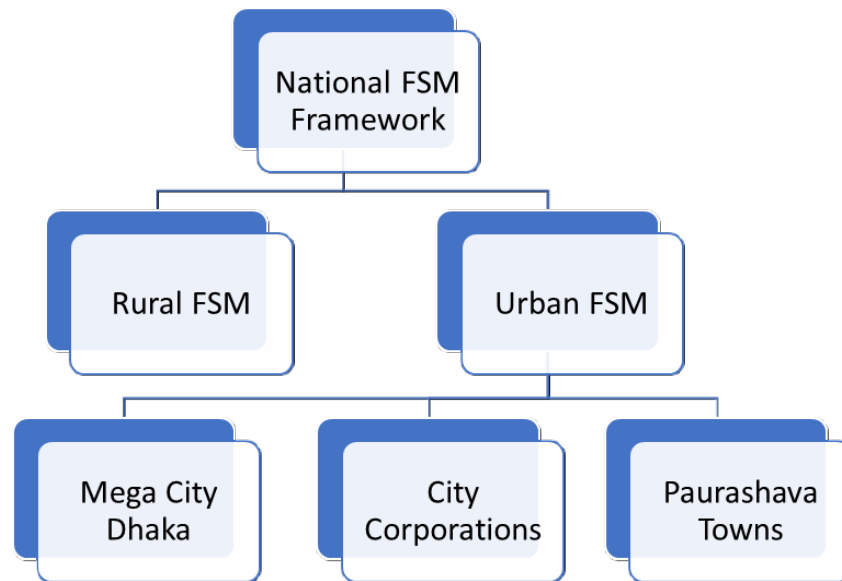 National FSM
Framework
Rural FSM
Urban FSM
Mega City
Dhaka
City
Corporations
Paurashava
Towns